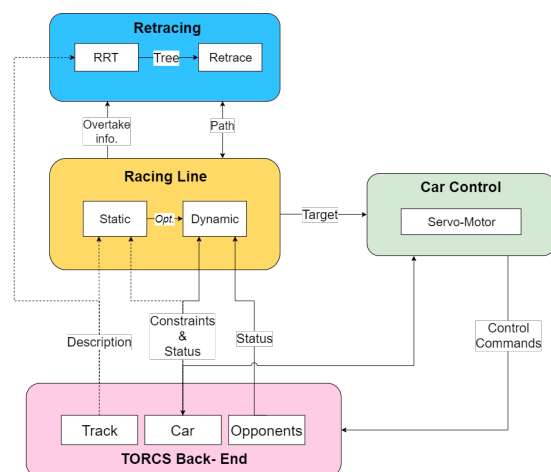 Retracing
RRT
Tree
Retrace
Overtake
info.
Path
Racing Line
Static
Opt.
Dynamic
Target
Car Control
Servo-Motor
Description
Constraints
&
Status
Status
Control
Commands
Track
Car
Opponents
TORCS Back- End